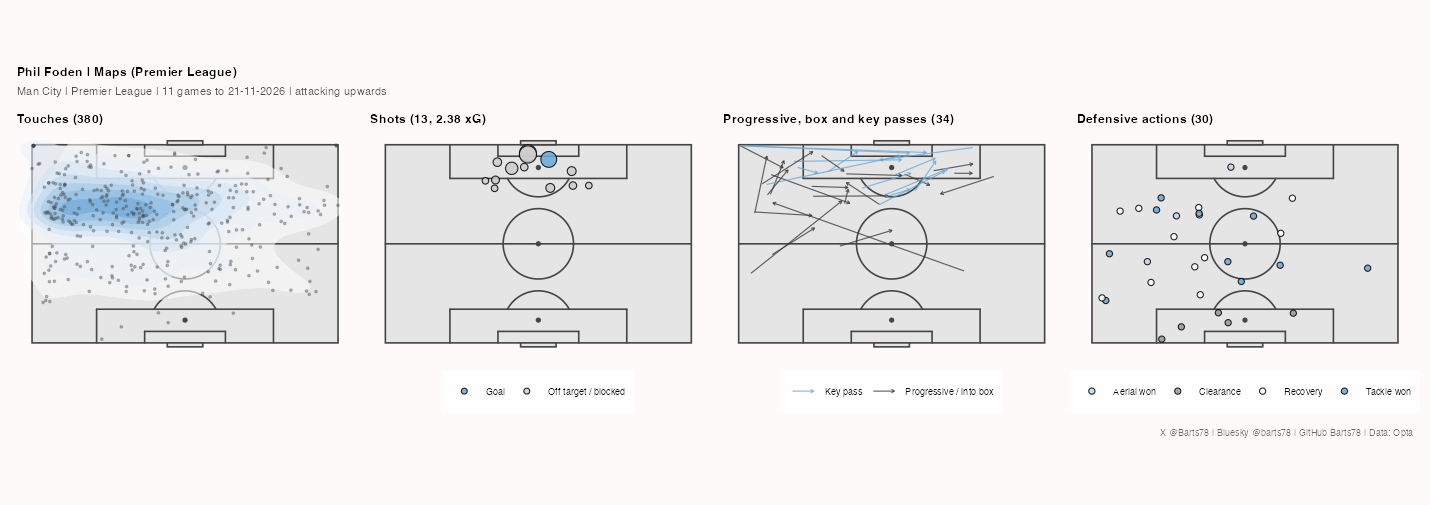 Phil Foden | Maps (Premier League)
Man City | Premier League | 11 games to 21-11-2026 | attacking upwards
Touches (380)
Shots (13, 2.38 xG)
Progressive, box and key passes (34)
Defensive actions (30)
Goal
Off target / blocked
Key pass
Progressive / into box
Aerial won
Clearance
Recovery
Tackle won
X @Barts78 | Bluesky @barts78 | GitHub Barts78 | Data: Opta